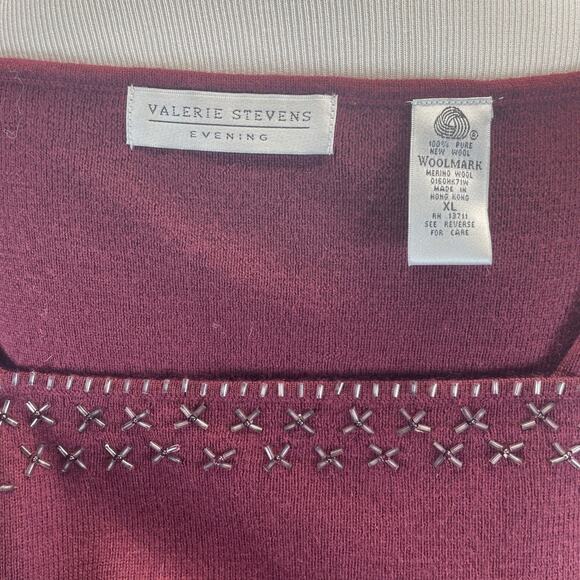 VALERIE STEVENS
EVENING
®
100% PURE
NEW WOOL
WOOLMARK
MERINO WOOL
0160HK71W
MADE IN
HONG KONG
XL
RN 13711
SEE REVERSE
FOR CARE